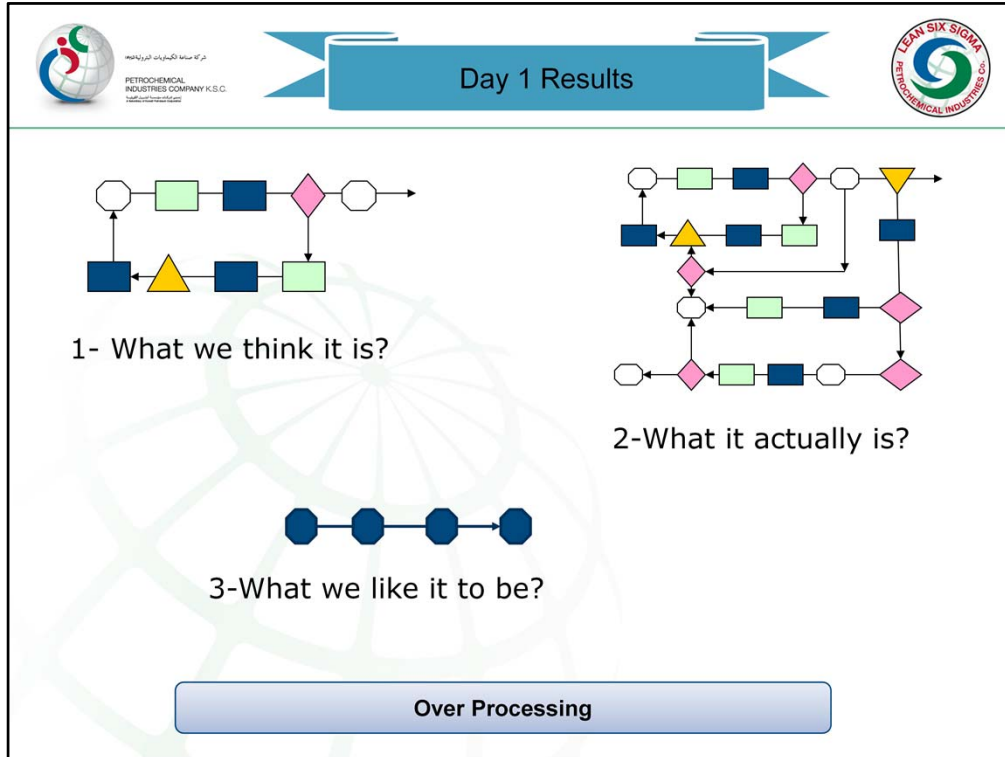 شركة صناعة الكيماويات البترولية
PETROCHEMICAL
INDUSTRIES COMPANY K.S.C.
Day 1 Results
LEAN SIX SIGMA
PETROCHEMICAL INDUSTRIES Co.
1- What we think it is?
2-What it actually is?
3-What we like it to be?
Over Processing